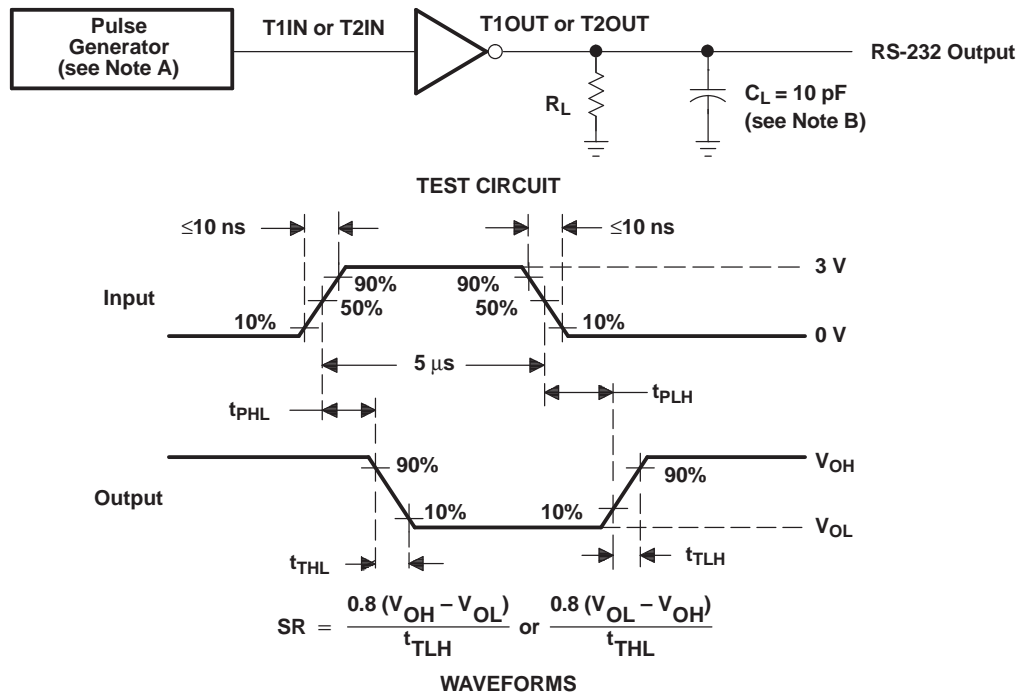 Pulse
Generator
(see Note A)
T1IN or T2IN
T1OUT or T2OUT
RS-232 Output
RL
CL = 10 pF
(see Note B)
TEST CIRCUIT
≤10 ns
≤10 ns
3 V
90%
90%
Input
50%
50%
10%
10%
0 V
5 μs
tPHL
tPLH
VOH
90%
90%
Output
10%
10%
VOL
tTHL
tTLH
SR = 0.8 (VOH – VOL) / tTLH or 0.8 (VOL – VOH) / tTHL
WAVEFORMS